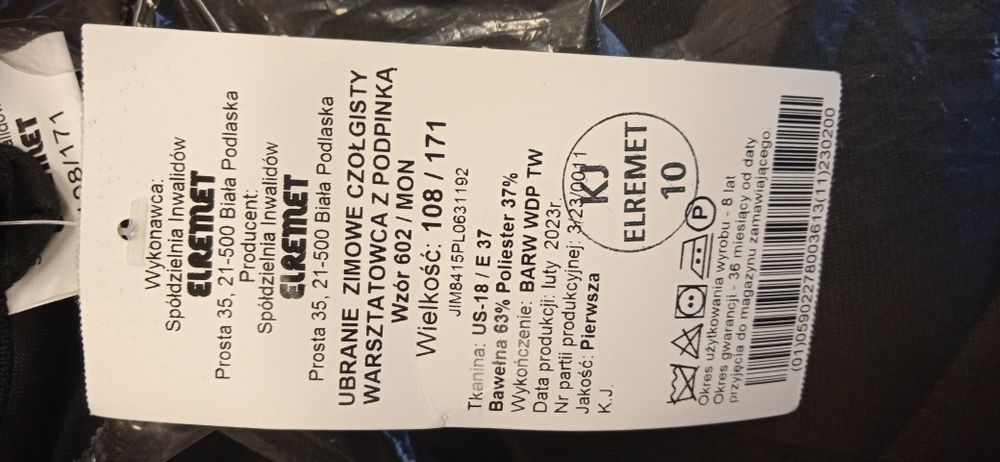 Wykonawca:
Spółdzielnia Inwalidów
ELREMET
Prosta 35, 21-500 Biała Podlaska
Producent:
Spółdzielnia Inwalidów
ELREMET
Prosta 35, 21-500 Biała Podlaska
UBRANIE ZIMOWE CZOŁGISTY
WARSZTATOWCA Z PODPINKĄ
Wzór 602 / MON
Wielkość: 108 / 171
JIM8415PL0631192
Tkanina: US-18 / E 37
Bawełna 63% Poliester 37%
Wykończenie: BARW WDP TW
Data produkcji: luty 2023r.
Nr partii produkcyjnej: 3/23/0011
Jakość: Pierwsza
K.J.
KJ
ELREMET
10
P
Okres użytkowania wyrobu - 8 lat
Okres gwarancji - 36 miesięcy od daty
przyjęcia do magazynu zamawiającego.
(01)05902278003613(11)230200
108/171